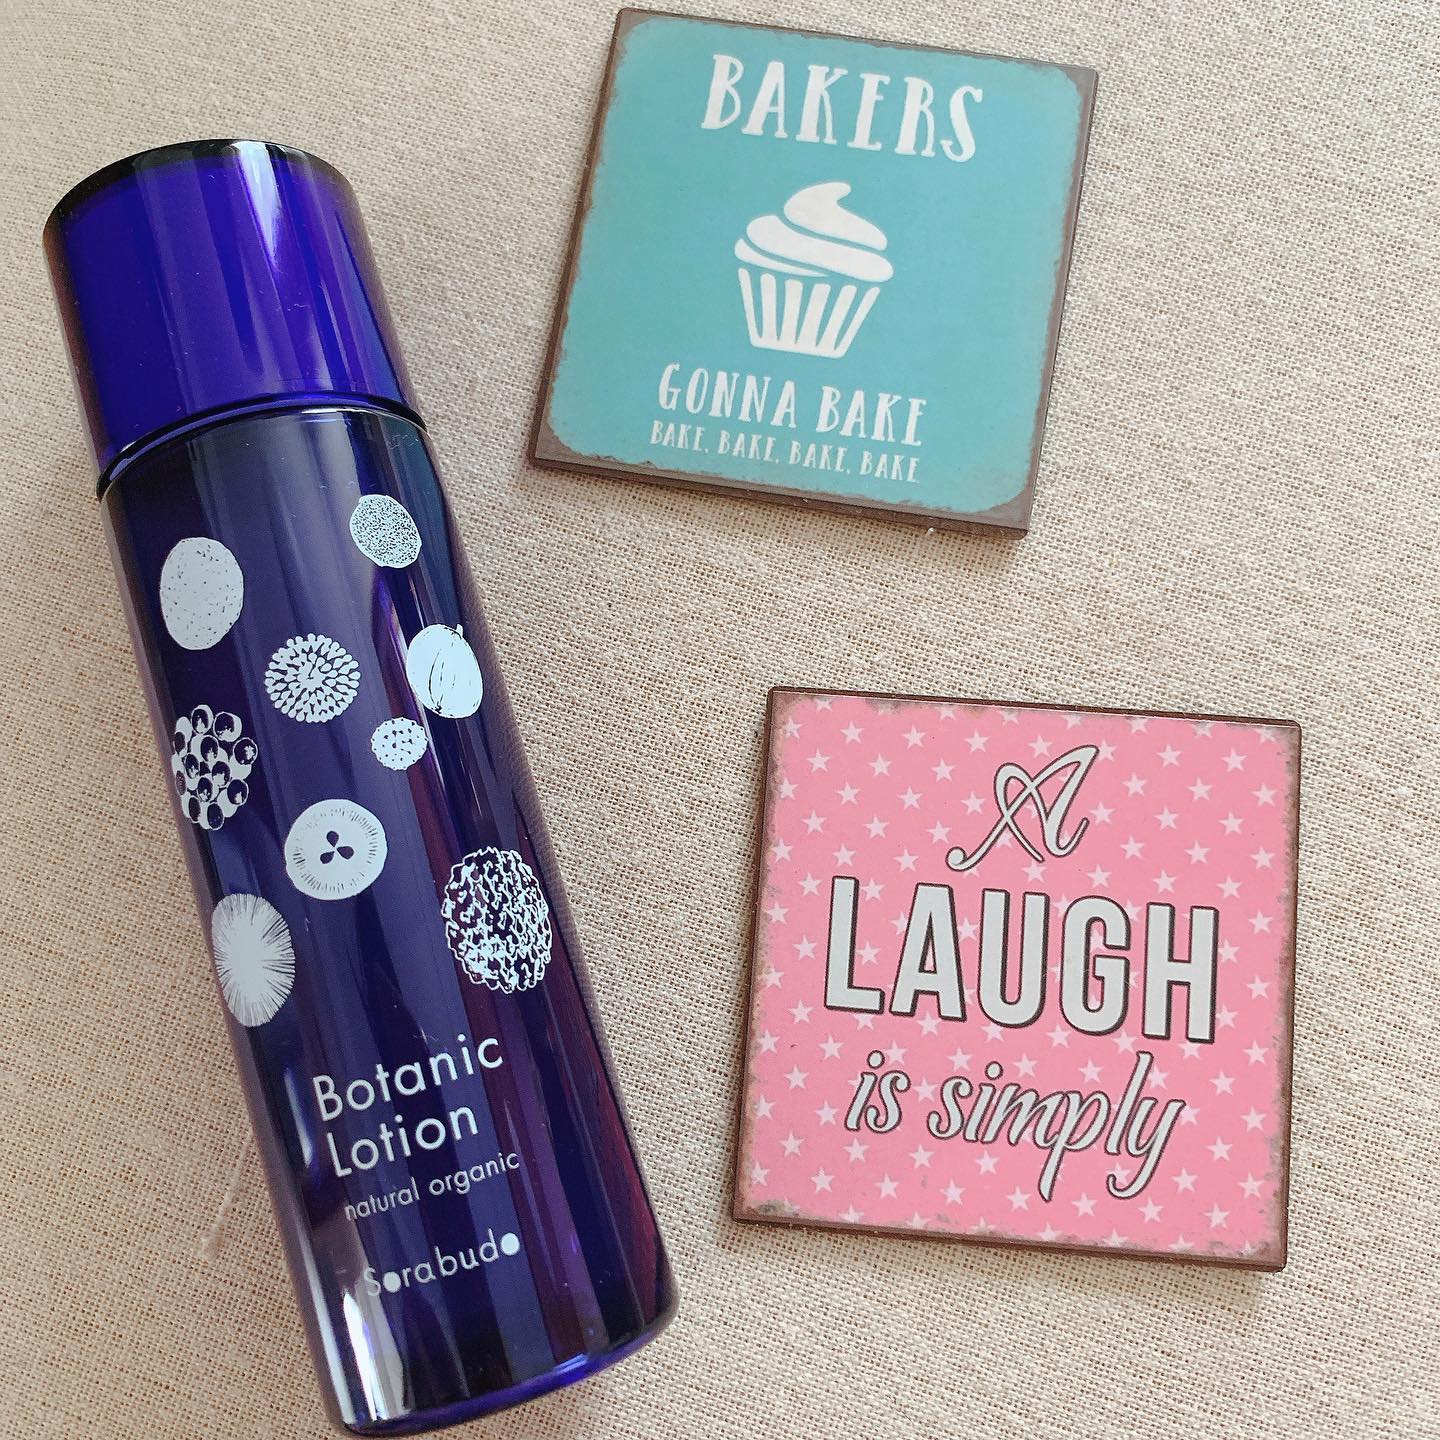 BAKERS
GONNA BAKE
BAKE, BAKE, BAKE, BAKE
A
LAUGH
is simply
Botanic
Lotion
natural organic
Sorabudo